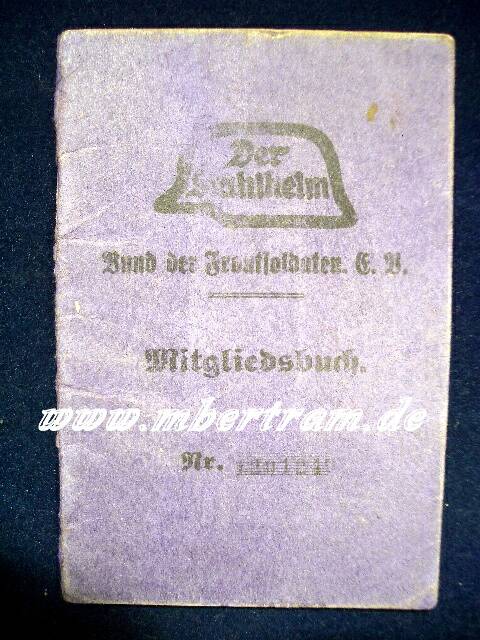 Der
Stahlhelm
Bund der Frontsoldaten. E. V.
Mitgliedsbuch.
www.mbertram.de
Nr.